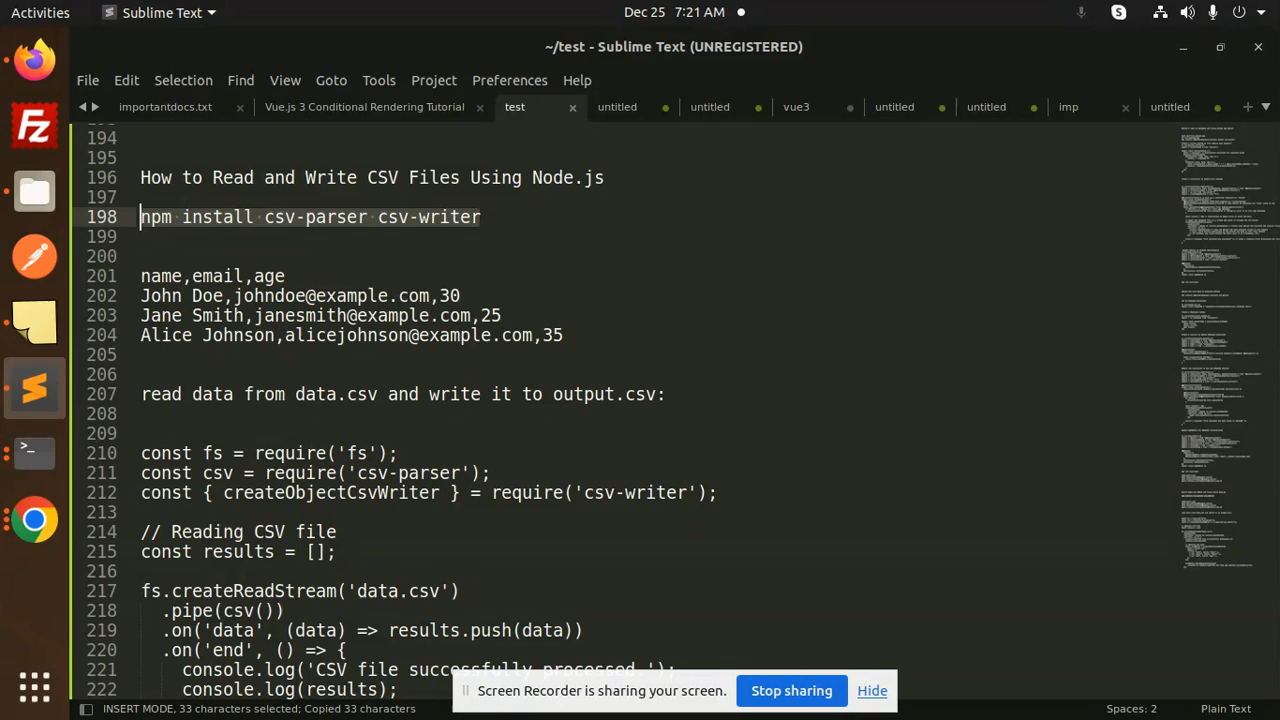 Activities
Sublime Text
Dec 25 7:21 AM
~/test - Sublime Text (UNREGISTERED)
File Edit Selection Find View Goto Tools Project Preferences Help
importantdocs.txt
Vue.js 3 Conditional Rendering Tutorial
test
untitled
untitled
vue3
untitled
untitled
imp
untitled
194
195
196 How to Read and Write CSV Files Using Node.js
197
198 npm install csv-parser csv-writer
199
200
201 name,email,age
202 John Doe,johndoe@example.com,30
203 Jane Smith,janesmith@example.com,25
204 Alice Johnson,alicejohnson@example.com,35
205
206
207 read data from data.csv and write it to output.csv:
208
209
210 const fs = require('fs');
211 const csv = require('csv-parser');
212 const { createObjectCsvWriter } = require('csv-writer');
213
214 // Reading CSV file
215 const results = [];
216
217 fs.createReadStream('data.csv')
218 .pipe(csv())
219 .on('data', (data) => results.push(data))
220 .on('end', () => {
221 console.log('CSV file successfully processed.');
222 console.log(results);
Screen Recorder is sharing your screen.
Stop sharing
Hide
INSERT MODE, 33 characters selected; Copied 33 characters
Spaces: 2
Plain Text